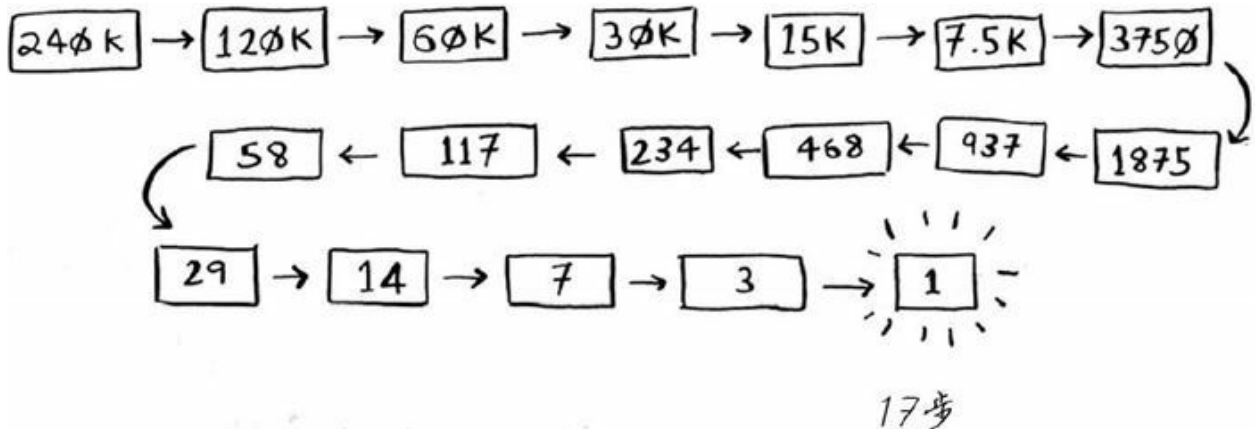 240K → 120K → 60K → 30K → 15K → 7.5K → 3750
58 ← 117 ← 234 ← 468 ← 937 ← 1875
29 → 14 → 7 → 3 → 1
17步